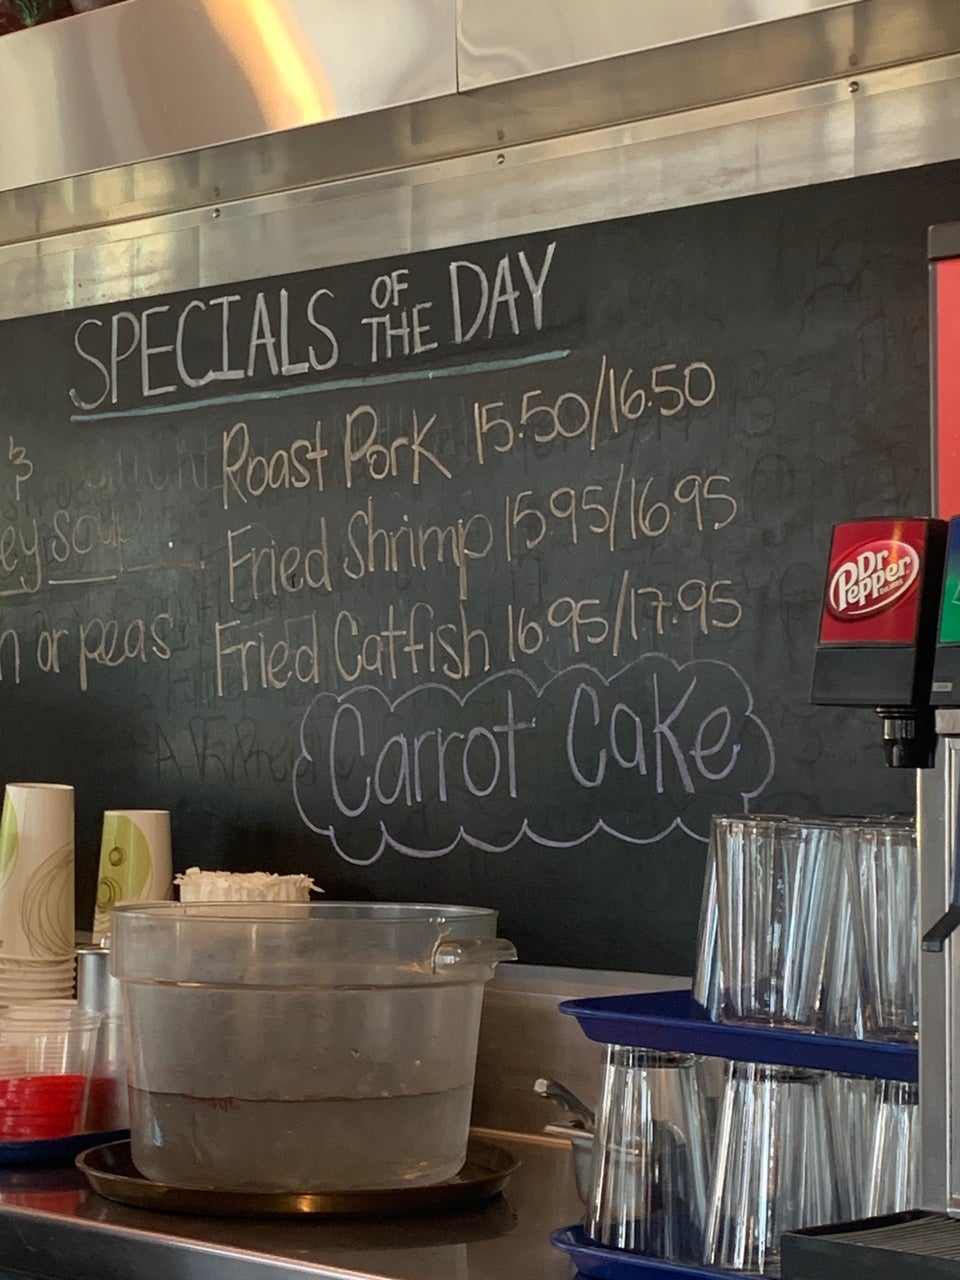 SPECIALS OF THE DAY
Roast Pork 15.50/16.50
Fried Shrimp 15.95/16.95
Fried Catfish 16.95/17.95
Carrot Cake
&
soup
or peas
Dr Pepper